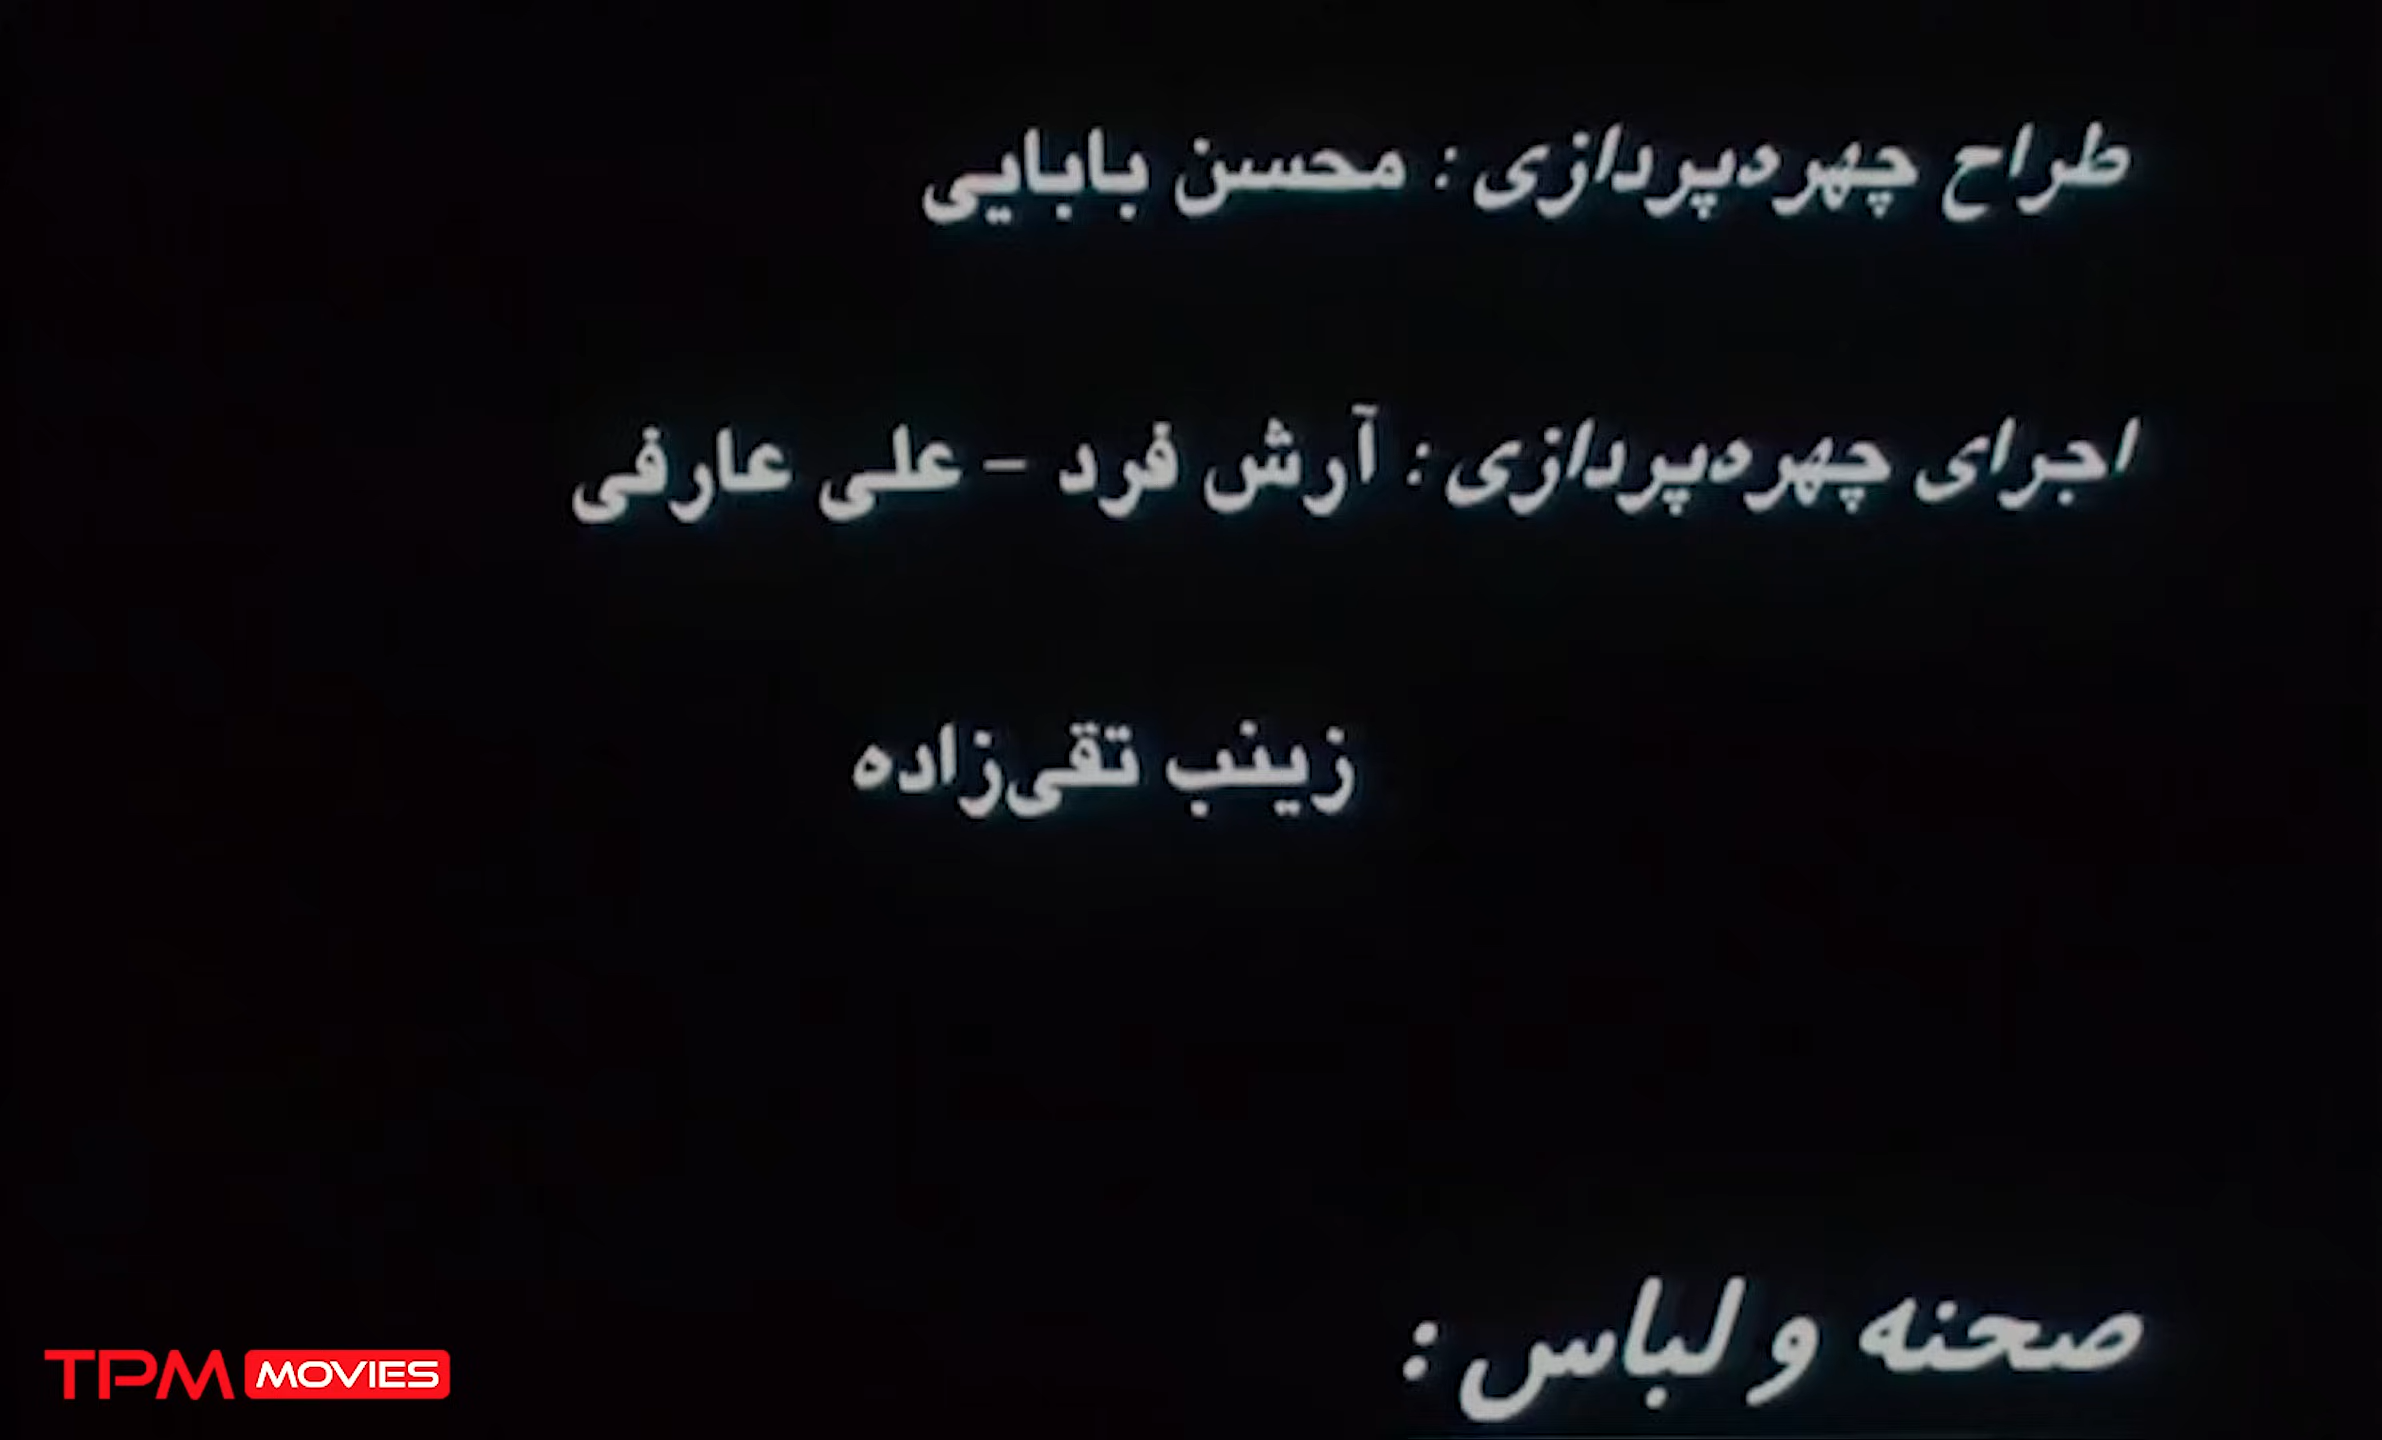 طراح چهره‌پردازی : محسن بابایی
اجرای چهره‌پردازی : آرش فرد - علی عارفی
زینب تقی‌زاده
صحنه و لباس :
TPM MOVIES